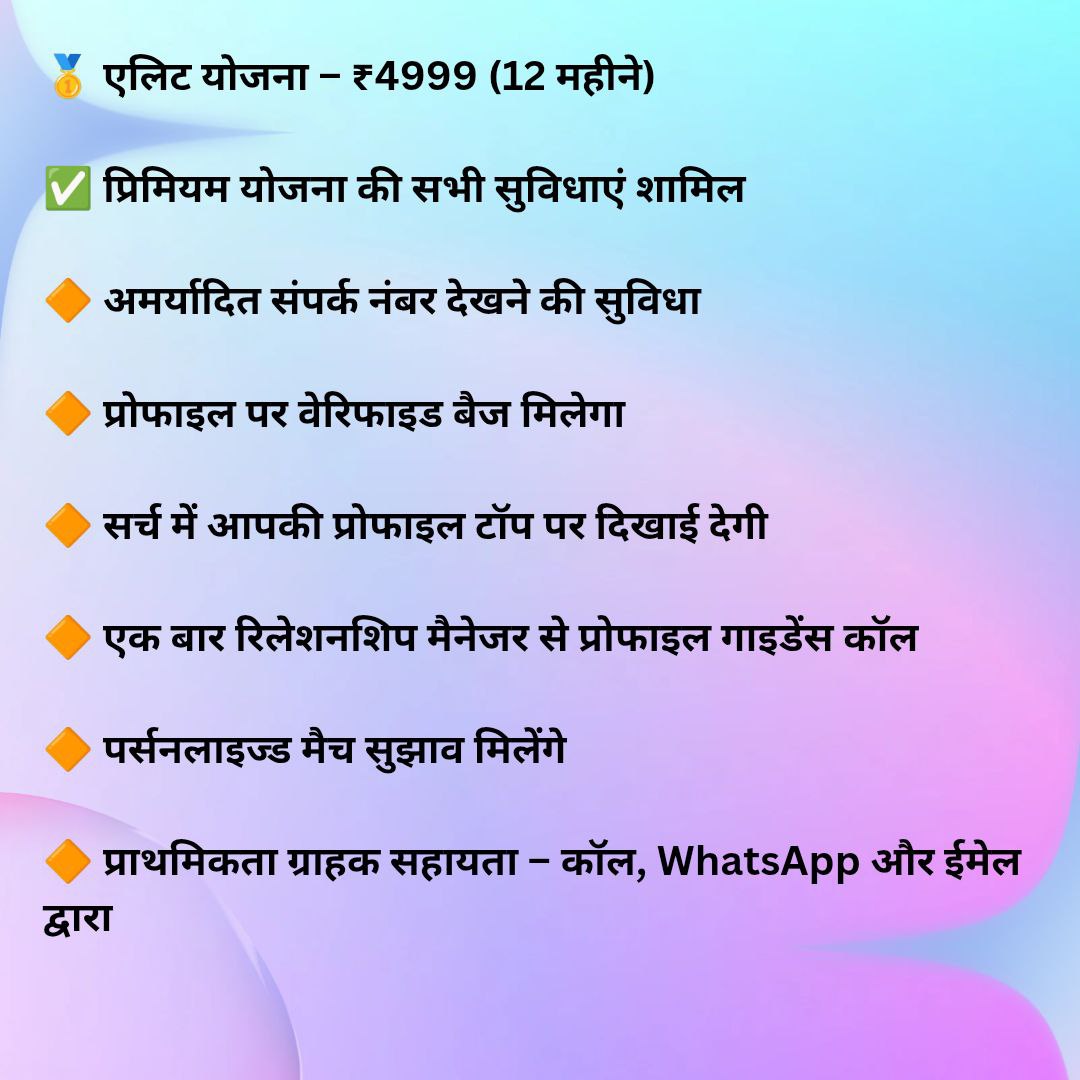 🥇 एलिट योजना – ₹4999 (12 महीने)
✅ प्रिमियम योजना की सभी सुविधाएं शामिल
🔶 अमर्यादित संपर्क नंबर देखने की सुविधा
🔶 प्रोफाइल पर वेरिफाइड बैज मिलेगा
🔶 सर्च में आपकी प्रोफाइल टॉप पर दिखाई देगी
🔶 एक बार रिलेशनशिप मैनेजर से प्रोफाइल गाइडेंस कॉल
🔶 पर्सनलाइज्ड मैच सुझाव मिलेंगे
🔶 प्राथमिकता ग्राहक सहायता – कॉल, WhatsApp और ईमेल
द्वारा